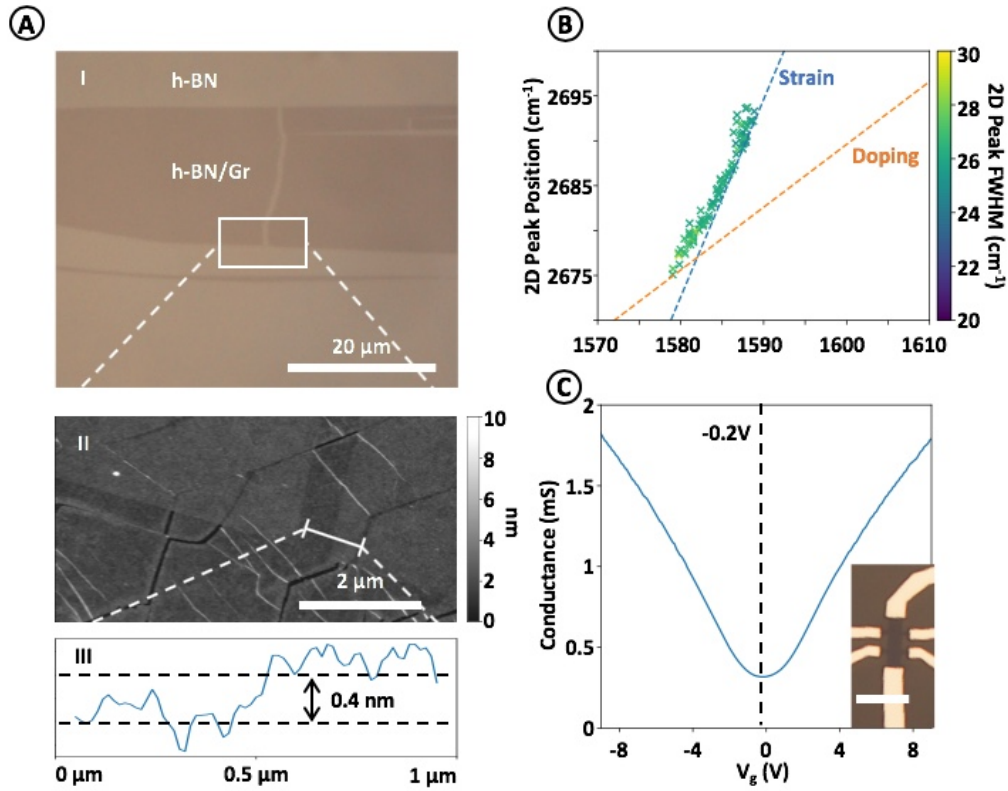 A
I
h-BN
h-BN/Gr
20 μm
II
2 μm
10
8
6
4
2
0
nm
III
0.4 nm
0 μm
0.5 μm
1 μm
B
2D Peak Position (cm-1)
2695
2685
2675
Strain
Doping
1570
1580
1590
1600
1610
30
28
26
24
22
20
2D Peak FWHM (cm-1)
C
Conductance (mS)
2
1.5
1
0.5
0
-0.2V
-8
-4
0
4
8
Vg (V)